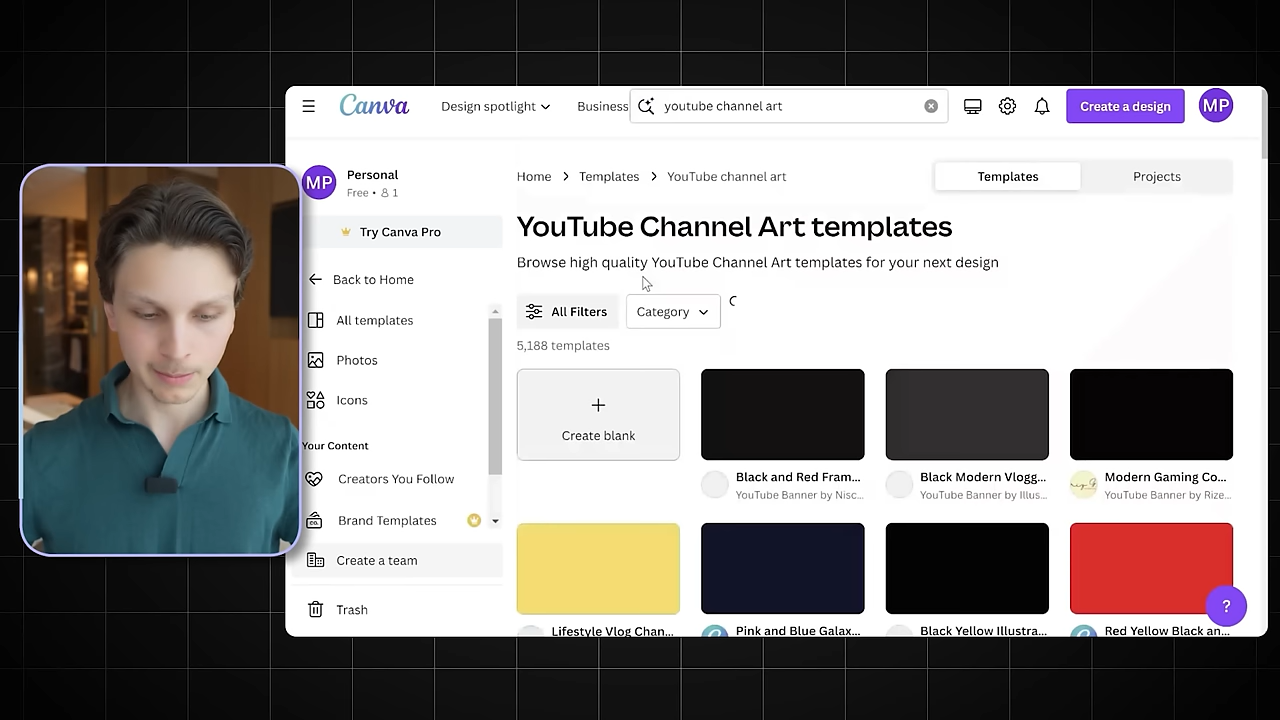 Canva
Design spotlight
Business
youtube channel art
Create a design
MP
MP
Personal
Free • 1
Try Canva Pro
Back to Home
All templates
Photos
Icons
Your Content
Creators You Follow
Brand Templates
Create a team
Trash
Home
Templates
YouTube channel art
Templates
Projects
YouTube Channel Art templates
Browse high quality YouTube Channel Art templates for your next design
All Filters
Category
5,188 templates
+
Create blank
Black and Red Fram...
YouTube Banner by Nisc...
Black Modern Vlogg...
YouTube Banner by Illus...
Modern Gaming Co...
YouTube Banner by Rize...
Lifestyle Vlog Chan...
Pink and Blue Galax...
Black Yellow Illustra...
Red Yellow Black an...
?